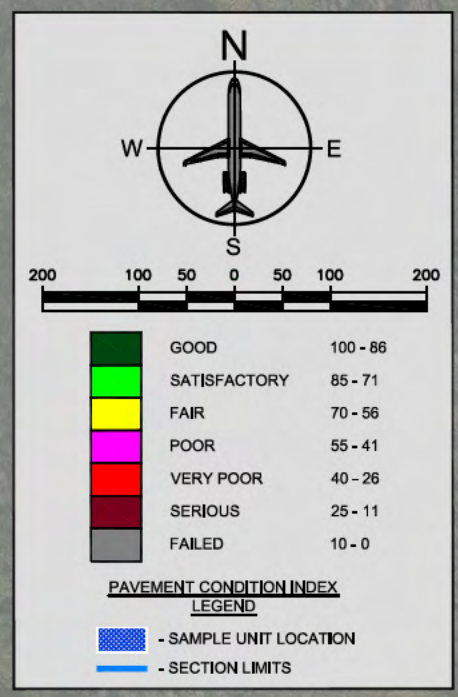 N
W E
S
200 100 50 0 50 100 200
GOOD 100 - 86
SATISFACTORY 85 - 71
FAIR 70 - 56
POOR 55 - 41
VERY POOR 40 - 26
SERIOUS 25 - 11
FAILED 10 - 0
PAVEMENT CONDITION INDEX
LEGEND
- SAMPLE UNIT LOCATION
- SECTION LIMITS